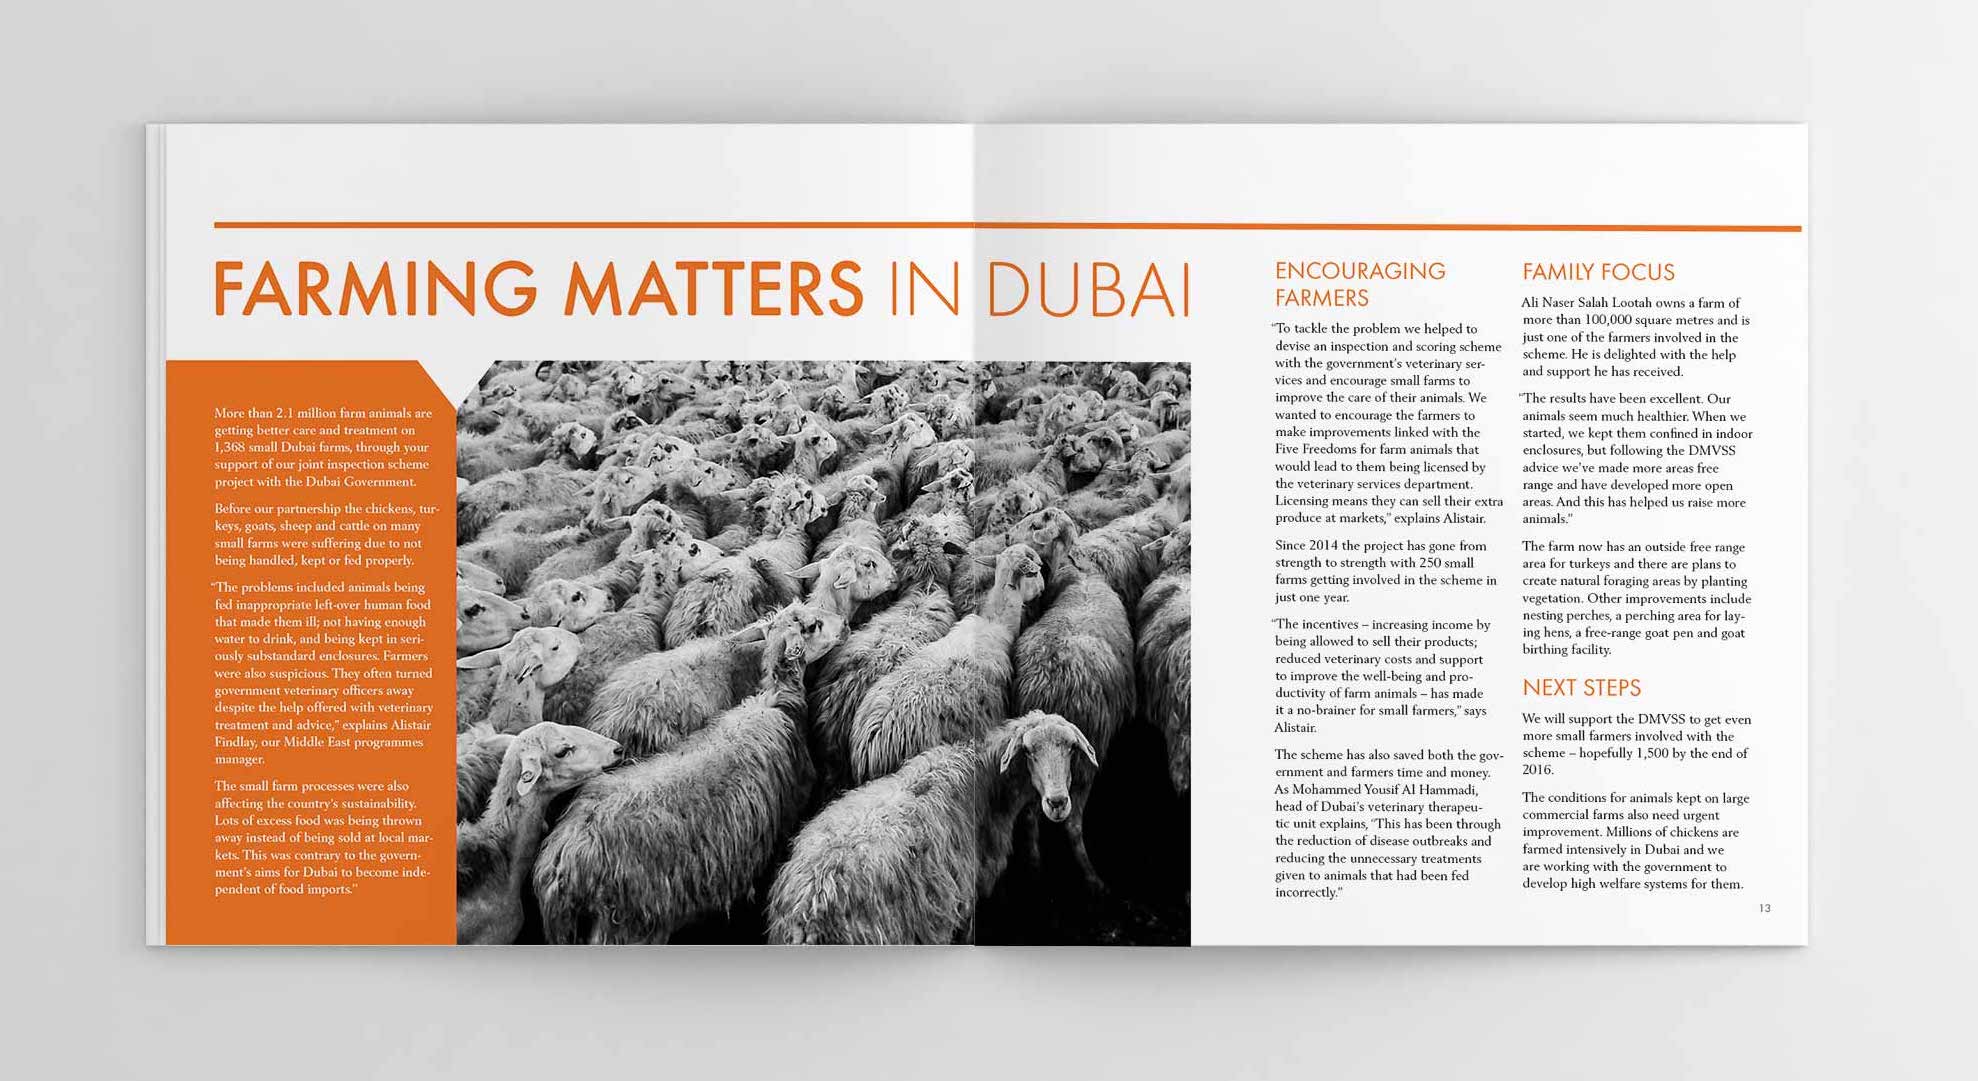 FARMING MATTERS IN DUBAI
More than 2.1 million farm animals are
getting better care and treatment on
1,368 small Dubai farms, through your
support of our joint inspection scheme
project with the Dubai Government.
Before our partnership the chickens, tur-
keys, goats, sheep and cattle on many
small farms were suffering due to not
being handled, kept or fed properly.
“The problems included animals being
fed inappropriate left-over human food
that made them ill; not having enough
water to drink, and being kept in seri-
ously substandard enclosures. Farmers
were also suspicious. They often turned
government veterinary officers away
despite the help offered with veterinary
treatment and advice,” explains Alistair
Findlay, our Middle East programmes
manager.
The small farm processes were also
affecting the country’s sustainability.
Lots of excess food was being thrown
away instead of being sold at local mar-
kets. This was contrary to the govern-
ment’s aims for Dubai to become inde-
pendent of food imports.”
ENCOURAGING
FARMERS
“To tackle the problem we helped to
devise an inspection and scoring scheme
with the government’s veterinary ser-
vices and encourage small farms to
improve the care of their animals. We
wanted to encourage the farmers to
make improvements linked with the
Five Freedoms for farm animals that
would lead to them being licensed by
the veterinary services department.
Licensing means they can sell their extra
produce at markets,” explains Alistair.
Since 2014 the project has gone from
strength to strength with 250 small
farms getting involved in the scheme in
just one year.
“The incentives – increasing income by
being allowed to sell their products;
reduced veterinary costs and support
to improve the well-being and pro-
ductivity of farm animals – has made
it a no-brainer for small farmers,” says
Alistair.
The scheme has also saved both the gov-
ernment and farmers time and money.
As Mohammed Yousif Al Hammadi,
head of Dubai’s veterinary therapeu-
tic unit explains, “This has been through
the reduction of disease outbreaks and
reducing the unnecessary treatments
given to animals that had been fed
incorrectly.”
FAMILY FOCUS
Ali Naser Salah Lootah owns a farm of
more than 100,000 square metres and is
just one of the farmers involved in the
scheme. He is delighted with the help
and support he has received.
“The results have been excellent. Our
animals seem much healthier. When we
started, we kept them confined in indoor
enclosures, but following the DMVSS
advice we’ve made more areas free
range and have developed more open
areas. And this has helped us raise more
animals.”
The farm now has an outside free range
area for turkeys and there are plans to
create natural foraging areas by planting
vegetation. Other improvements include
nesting perches, a perching area for lay-
ing hens, a free-range goat pen and goat
birthing facility.
NEXT STEPS
We will support the DMVSS to get even
more small farmers involved with the
scheme – hopefully 1,500 by the end of
2016.
The conditions for animals kept on large
commercial farms also need urgent
improvement. Millions of chickens are
farmed intensively in Dubai and we
are working with the government to
develop high welfare systems for them.
13